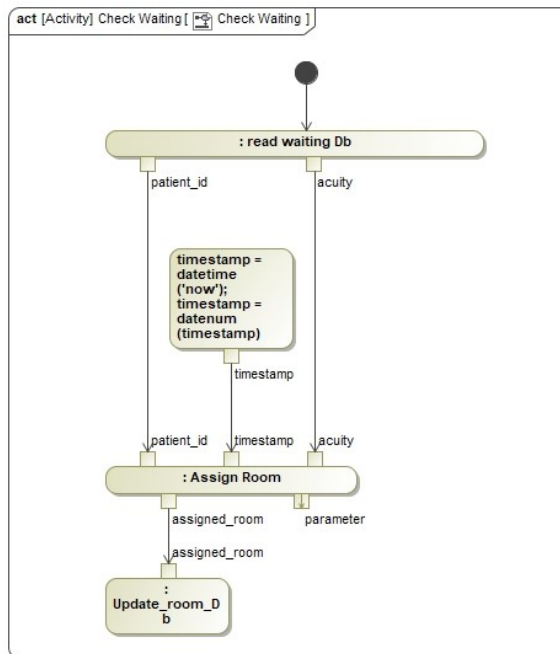 act [Activity] Check Waiting [ Check Waiting ]
: read waiting Db
patient_id
acuity
timestamp =
datetime
('now');
timestamp =
datenum
(timestamp)
timestamp
patient_id
timestamp
acuity
: Assign Room
assigned_room
parameter
assigned_room
:
Update_room_D
b